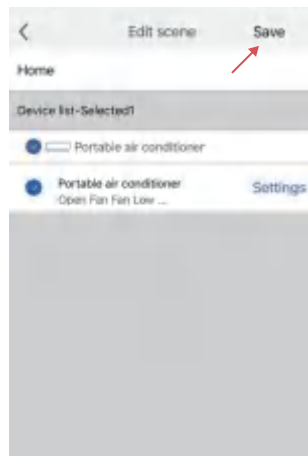 Edit scene Save
Home
Device list-Selected1
Portable air conditioner
Portable air conditioner
Settings
Open Fan Fan Low ...